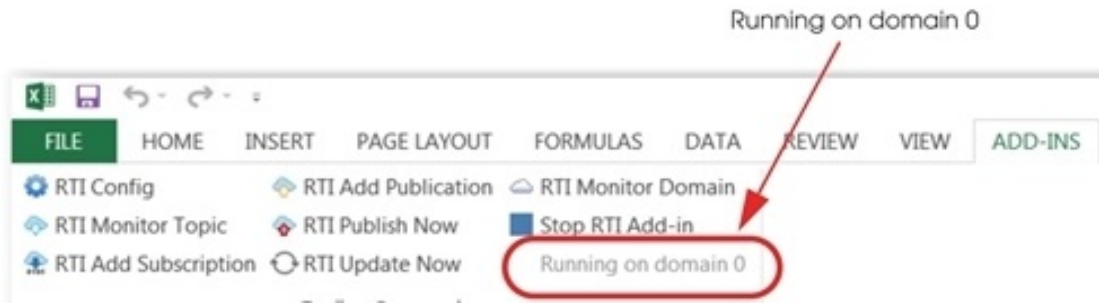 Running on domain 0
FILE HOME INSERT PAGE LAYOUT FORMULAS DATA REVIEW VIEW ADD-INS
RTI Config RTI Add Publication RTI Monitor Domain
RTI Monitor Topic RTI Publish Now Stop RTI Add-in
RTI Add Subscription RTI Update Now Running on domain 0